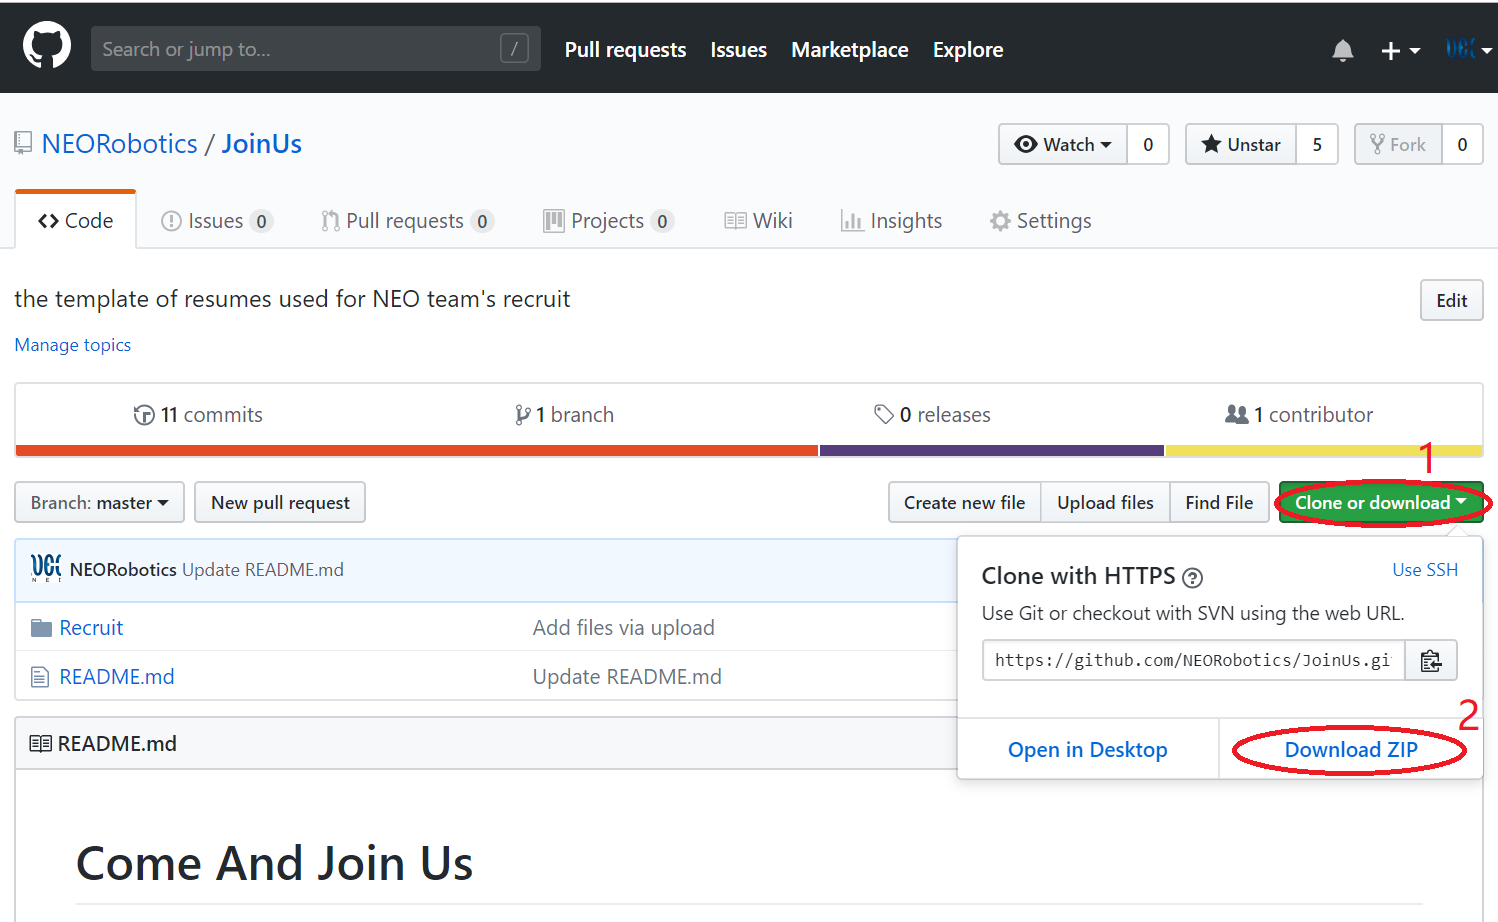 Search or jump to... / Pull requests Issues Marketplace Explore
NEORobotics / JoinUs Watch 0 Unstar 5 Fork 0
Code Issues 0 Pull requests 0 Projects 0 Wiki Insights Settings
the template of resumes used for NEO team's recruit Edit
Manage topics
11 commits 1 branch 0 releases 1 contributor
1
Branch: master New pull request Create new file Upload files Find File Clone or download
NEORobotics Update README.md
Clone with HTTPS ? Use SSH
Use Git or checkout with SVN using the web URL.
Recruit Add files via upload
https://github.com/NEORobotics/JoinUs.gi
README.md Update README.md
2
README.md
Open in Desktop Download ZIP
Come And Join Us